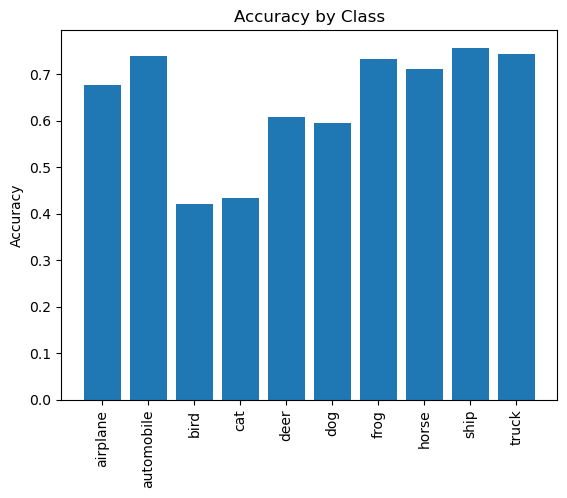 Accuracy by Class
Accuracy
0.7
0.6
0.5
0.4
0.3
0.2
0.1
0.0
airplane
automobile
bird
cat
deer
dog
frog
horse
ship
truck